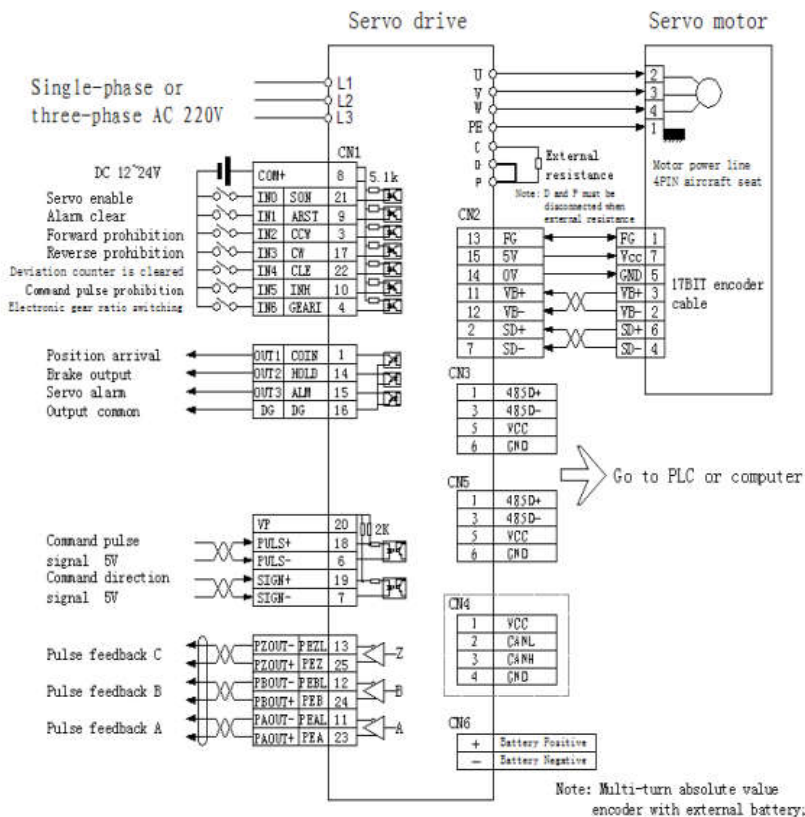 Servo drive
Servo motor
Single-phase or
three-phase AC 220V
L1
L2
L3
U
V
W
PE
C
D
P
2
3
4
1
External
resistance
Note: D and P must be
disconnected when
external resistance
Motor power line
4PIN aircraft seat
CN1
DC 12~24V
COM+ 8 5.1k
Servo enable IN0 SON 21
Alarm clear IN1 ARST 9
Forward prohibition IN2 CCW 3
Reverse prohibition IN3 CW 17
Deviation counter is cleared IN4 CLE 22
Command pulse prohibition IN5 INH 10
Electronic gear ratio switching IN6 GEAR1 4
CN2
13 FG FG 1
15 5V Vcc 7
14 0V GND 5
11 VB+ VB+ 3
12 VB- VB- 2
2 SD+ SD+ 6
7 SD- SD- 4
17BIT encoder
cable
Position arrival OUT1 COIN 1
Brake output OUT2 HOLD 14
Servo alarm OUT3 ALM 15
Output common DG DG 16
CN3
1 485D+
3 485D-
5 VCC
6 GND
Go to PLC or computer
CN5
1 485D+
3 485D-
5 VCC
6 GND
VP 20 2K
Command pulse PULS+ 18
signal 5V PULS- 6
Command direction SIGN+ 19
signal 5V SIGN- 7
CN4
1 VCC
2 CANL
3 CANH
4 GND
Pulse feedback C
PZOUT- PEZL 13
PZOUT+ PEZ 25
Z
Pulse feedback B
PBOUT- PEBL 12
PBOUT+ PEB 24
B
Pulse feedback A
PAOUT- PEAL 11
PAOUT+ PEA 23
A
CN6
+ Battery Positive
- Battery Negative
Note: Multi-turn absolute value
encoder with external battery;